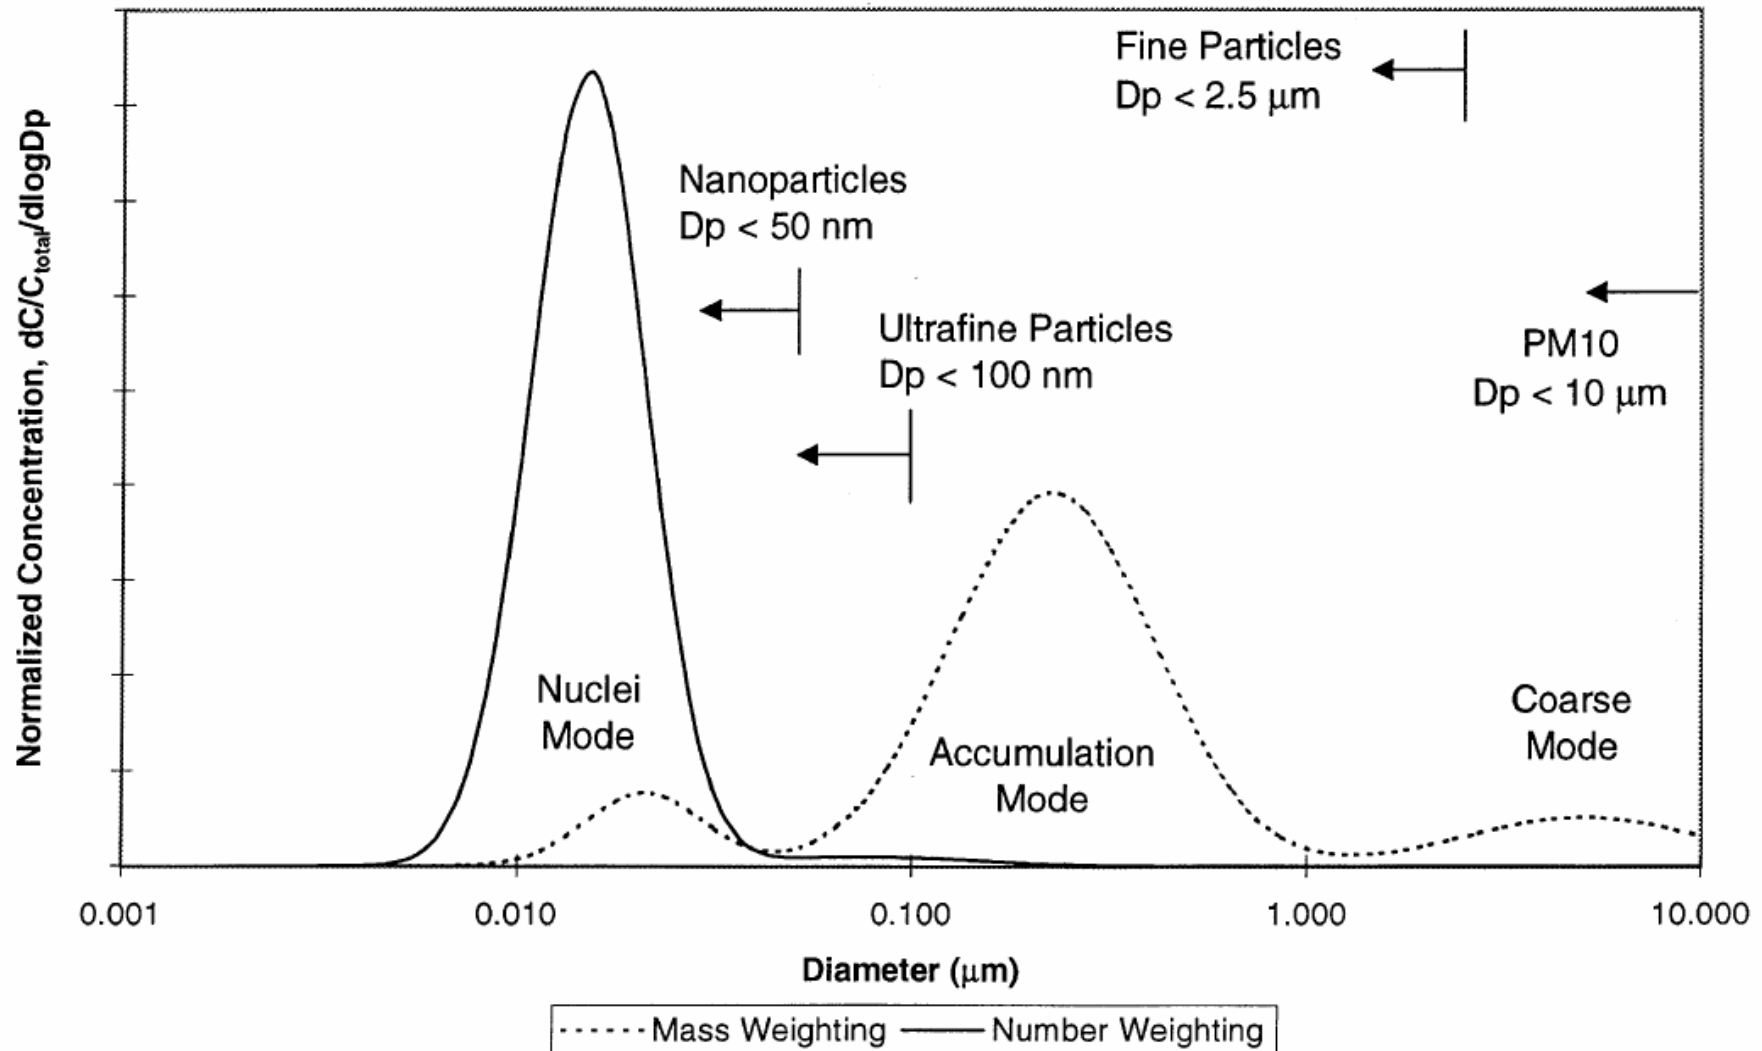 Fine Particles
Dp < 2.5 μm
Nanoparticles
Dp < 50 nm
Ultrafine Particles
Dp < 100 nm
PM10
Dp < 10 μm
Nuclei
Mode
Accumulation
Mode
Coarse
Mode
Normalized Concentration, dC/Ctotal/dlogDp
0.001 0.010 0.100 1.000 10.000
Diameter (μm)
Mass Weighting Number Weighting